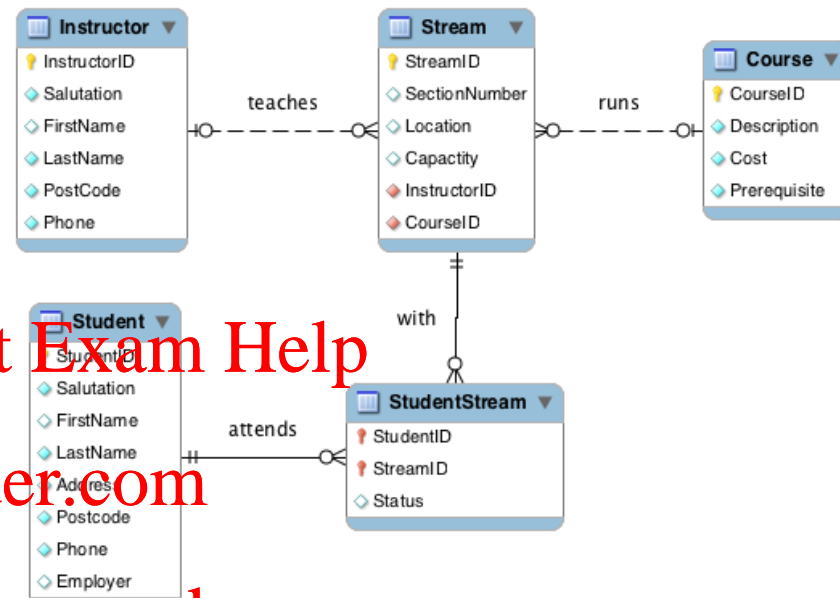 Instructor
InstructorID
Salutation
FirstName
LastName
PostCode
Phone
teaches
Stream
StreamID
SectionNumber
Location
Capactity
InstructorID
CourseID
runs
Course
CourseID
Description
Cost
Prerequisite
with
Student
StudentID
Salutation
FirstName
LastName
Address
Postcode
Phone
Employer
attends
StudentStream
StudentID
StreamID
Status
t Exam Help
er.com